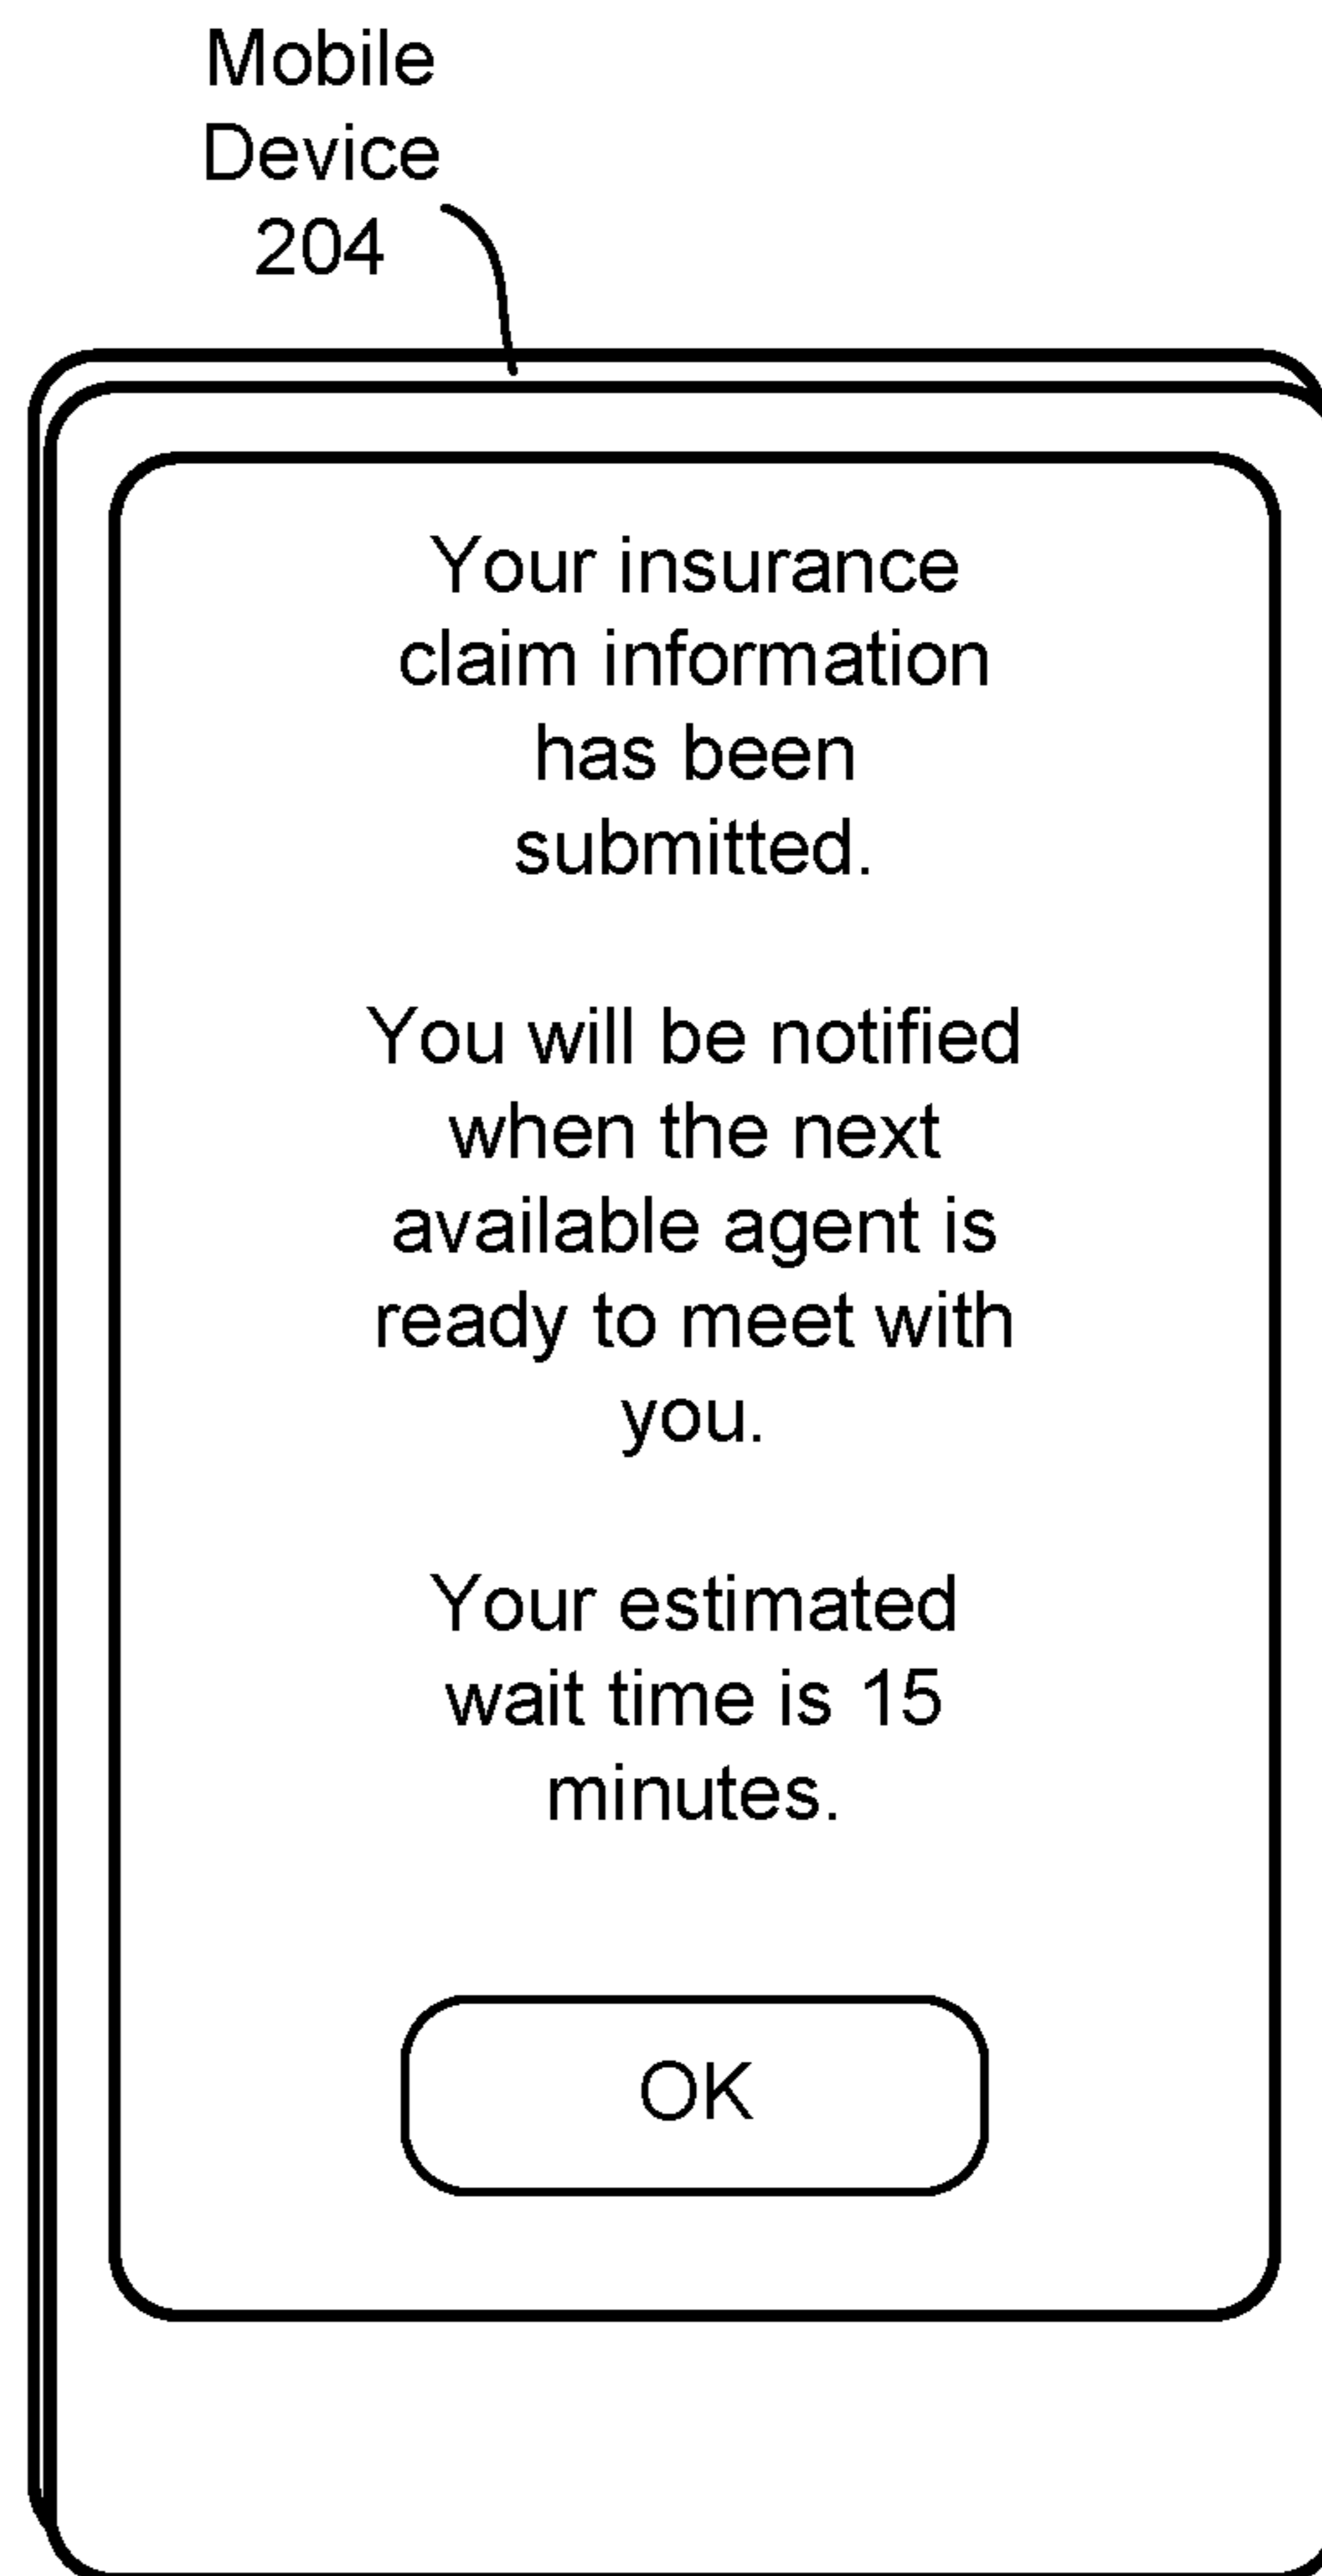 Mobile
Device
204
Your insurance
claim information
has been
submitted.
You will be notified
when the next
available agent is
ready to meet with
you.
Your estimated
wait time is 15
minutes.
OK